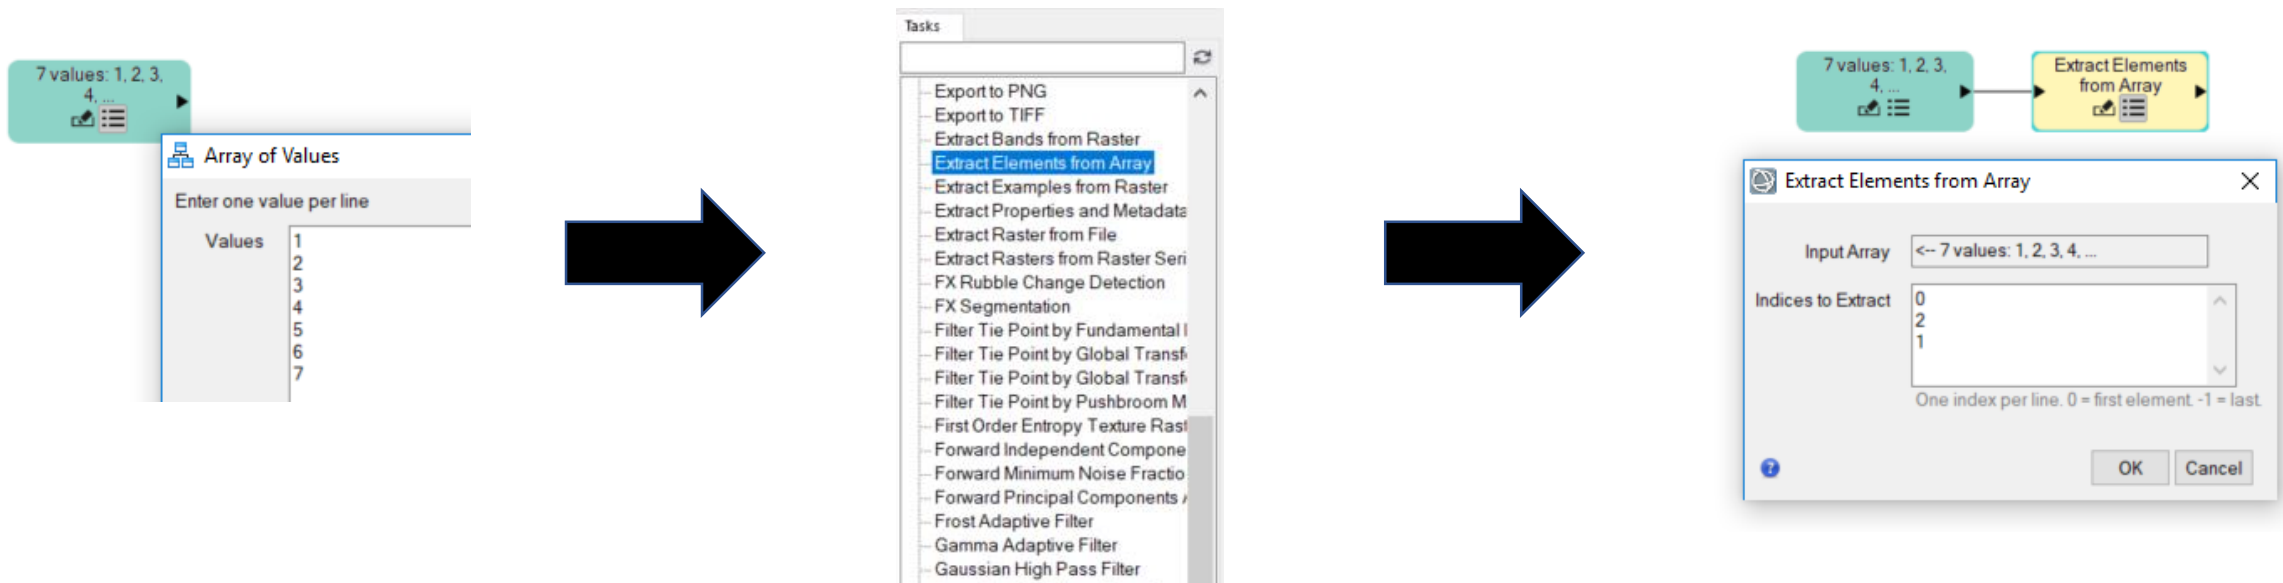 7 values: 1, 2, 3,
4, ...
Array of Values
Enter one value per line
Values
1
2
3
4
5
6
7
Tasks
Export to PNG
Export to TIFF
Extract Bands from Raster
Extract Elements from Array
Extract Examples from Raster
Extract Properties and Metadata
Extract Raster from File
Extract Rasters from Raster Seri
FX Rubble Change Detection
FX Segmentation
Filter Tie Point by Fundamental
Filter Tie Point by Global Transf
Filter Tie Point by Global Transf
Filter Tie Point by Pushbroom M
First Order Entropy Texture Rast
Forward Independent Compone
Forward Minimum Noise Fractio
Forward Principal Components
Frost Adaptive Filter
Gamma Adaptive Filter
Gaussian High Pass Filter
7 values: 1, 2, 3,
4, ...
Extract Elements
from Array
Extract Elements from Array
Input Array
<-- 7 values: 1, 2, 3, 4, ...
Indices to Extract
0
2
1
One index per line. 0 = first element. -1 = last.
OK
Cancel